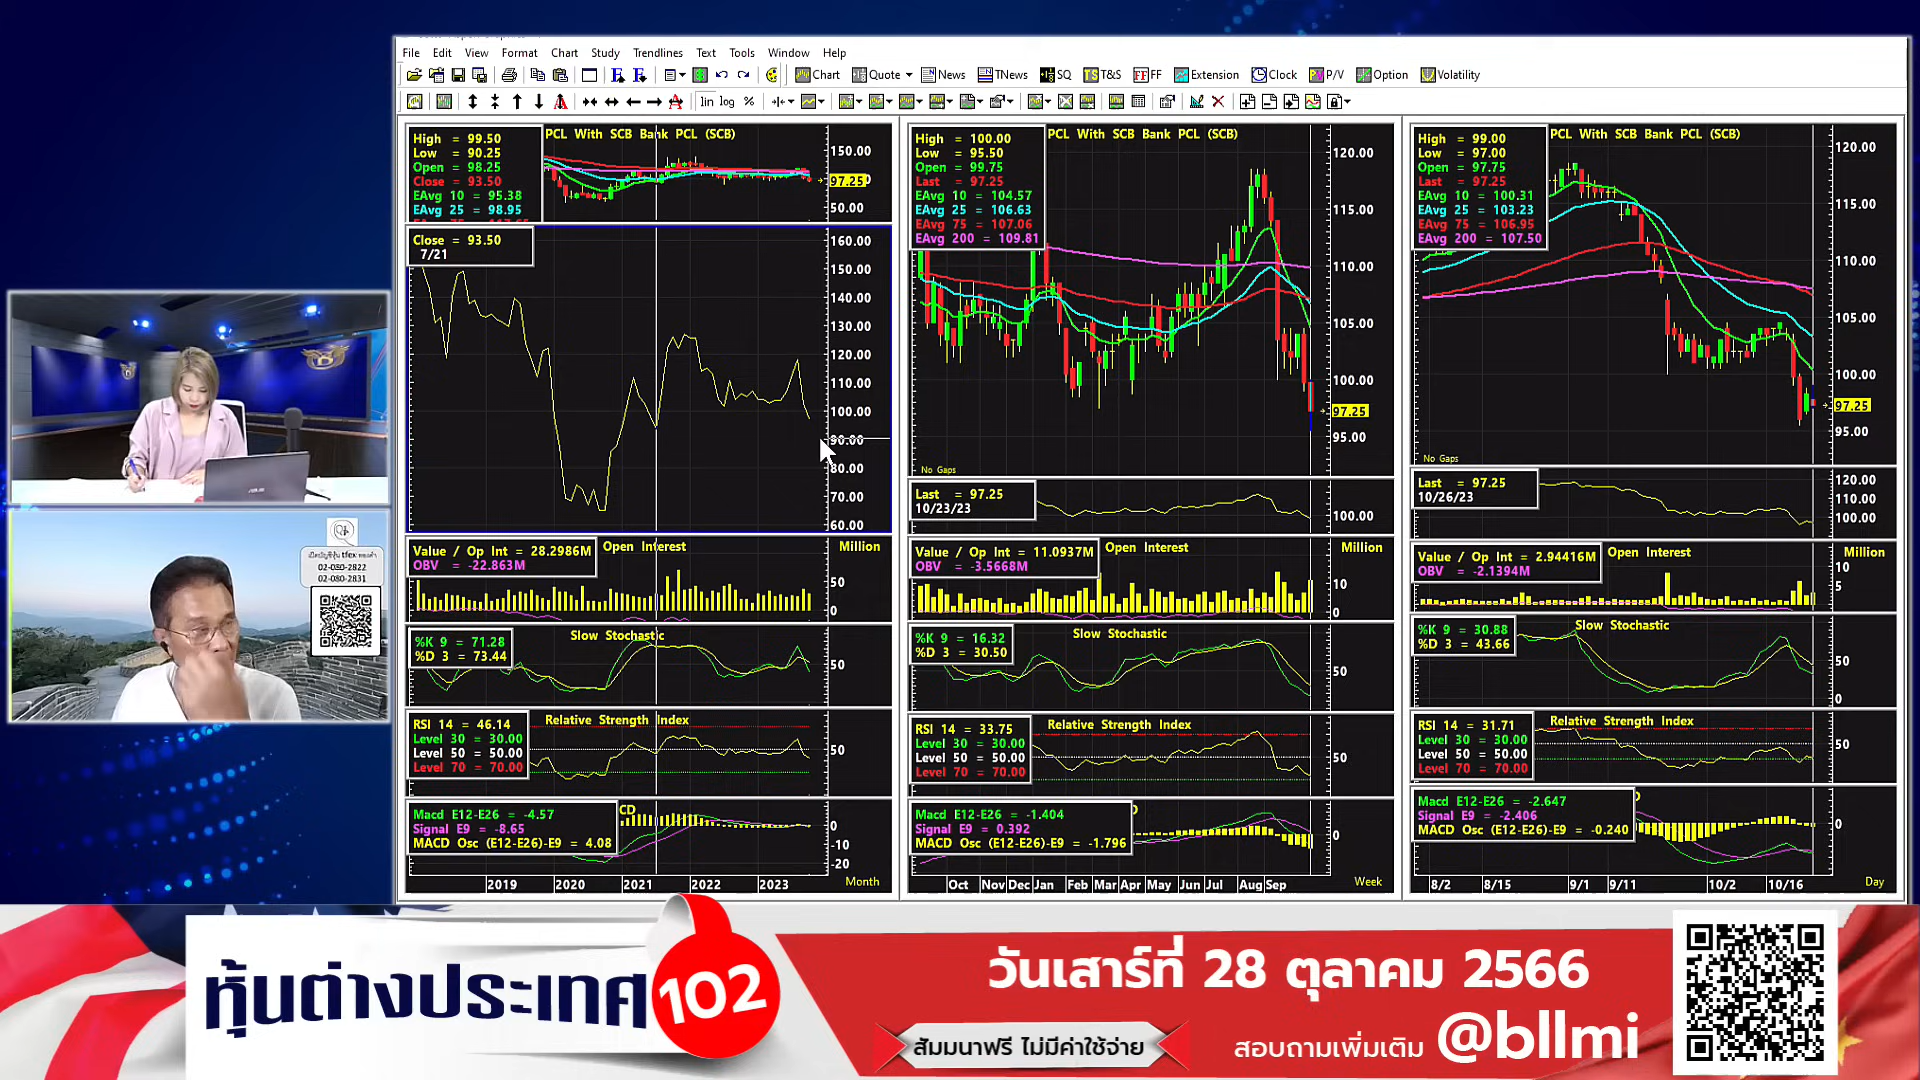 File Edit View Format Chart Study Trendlines Text Tools Window Help
Chart Quote News TNews SQ T&S FF Extension Clock P/V Option Volatility
lin log %
High = 99.50
Low = 90.25
Open = 98.25
Close = 93.50
EAvg 10 = 95.38
EAvg 25 = 98.95
PCL With SCB Bank PCL (SCB)
150.00
97.25
50.00
Close = 93.50
7/21
160.00
150.00
140.00
130.00
120.00
110.00
100.00
90.00
80.00
70.00
60.00
Value / Op Int = 28.2986M
OBV = -22.863M
Open Interest
Million
50
0
%K 9 = 71.28
%D 3 = 73.44
Slow Stochastic
50
RSI 14 = 46.14
Level 30 = 30.00
Level 50 = 50.00
Level 70 = 70.00
Relative Strength Index
50
Macd E12-E26 = -4.57
Signal E9 = -8.65
MACD Osc (E12-E26)-E9 = 4.08
CD
0
-10
-20
2019 2020 2021 2022 2023 Month
High = 100.00
Low = 95.50
Open = 99.75
Last = 97.25
EAvg 10 = 104.57
EAvg 25 = 106.63
EAvg 75 = 107.06
EAvg 200 = 109.81
PCL With SCB Bank PCL (SCB)
120.00
115.00
110.00
105.00
100.00
97.25
95.00
No Gaps
Last = 97.25
10/23/23
100.00
Value / Op Int = 11.0937M
OBV = -3.5668M
Open Interest
Million
10
0
%K 9 = 16.32
%D 3 = 30.50
Slow Stochastic
50
RSI 14 = 33.75
Level 30 = 30.00
Level 50 = 50.00
Level 70 = 70.00
Relative Strength Index
50
Macd E12-E26 = -1.404
Signal E9 = 0.392
MACD Osc (E12-E26)-E9 = -1.796
0
Oct Nov Dec Jan Feb Mar Apr May Jun Jul Aug Sep Week
High = 99.00
Low = 97.00
Open = 97.75
Last = 97.25
EAvg 10 = 100.31
EAvg 25 = 103.23
EAvg 75 = 106.95
EAvg 200 = 107.50
PCL With SCB Bank PCL (SCB)
120.00
115.00
110.00
105.00
100.00
97.25
95.00
No Gaps
Last = 97.25
10/26/23
120.00
110.00
100.00
Value / Op Int = 2.94416M
OBV = -2.1394M
Open Interest
Million
10
5
%K 9 = 30.88
%D 3 = 43.66
Slow Stochastic
50
0
RSI 14 = 31.71
Level 30 = 30.00
Level 50 = 50.00
Level 70 = 70.00
Relative Strength Index
50
Macd E12-E26 = -2.647
Signal E9 = -2.406
MACD Osc (E12-E26)-E9 = -0.240
0
8/2 8/15 9/1 9/11 10/2 10/16 Day
02-080-2822
02-080-2831
หุ้นต่างประเทศ 102
วันเสาร์ที่ 28 ตุลาคม 2566
สัมมนาฟรี ไม่มีค่าใช้จ่าย
สอบถามเพิ่มเติม @bllmi